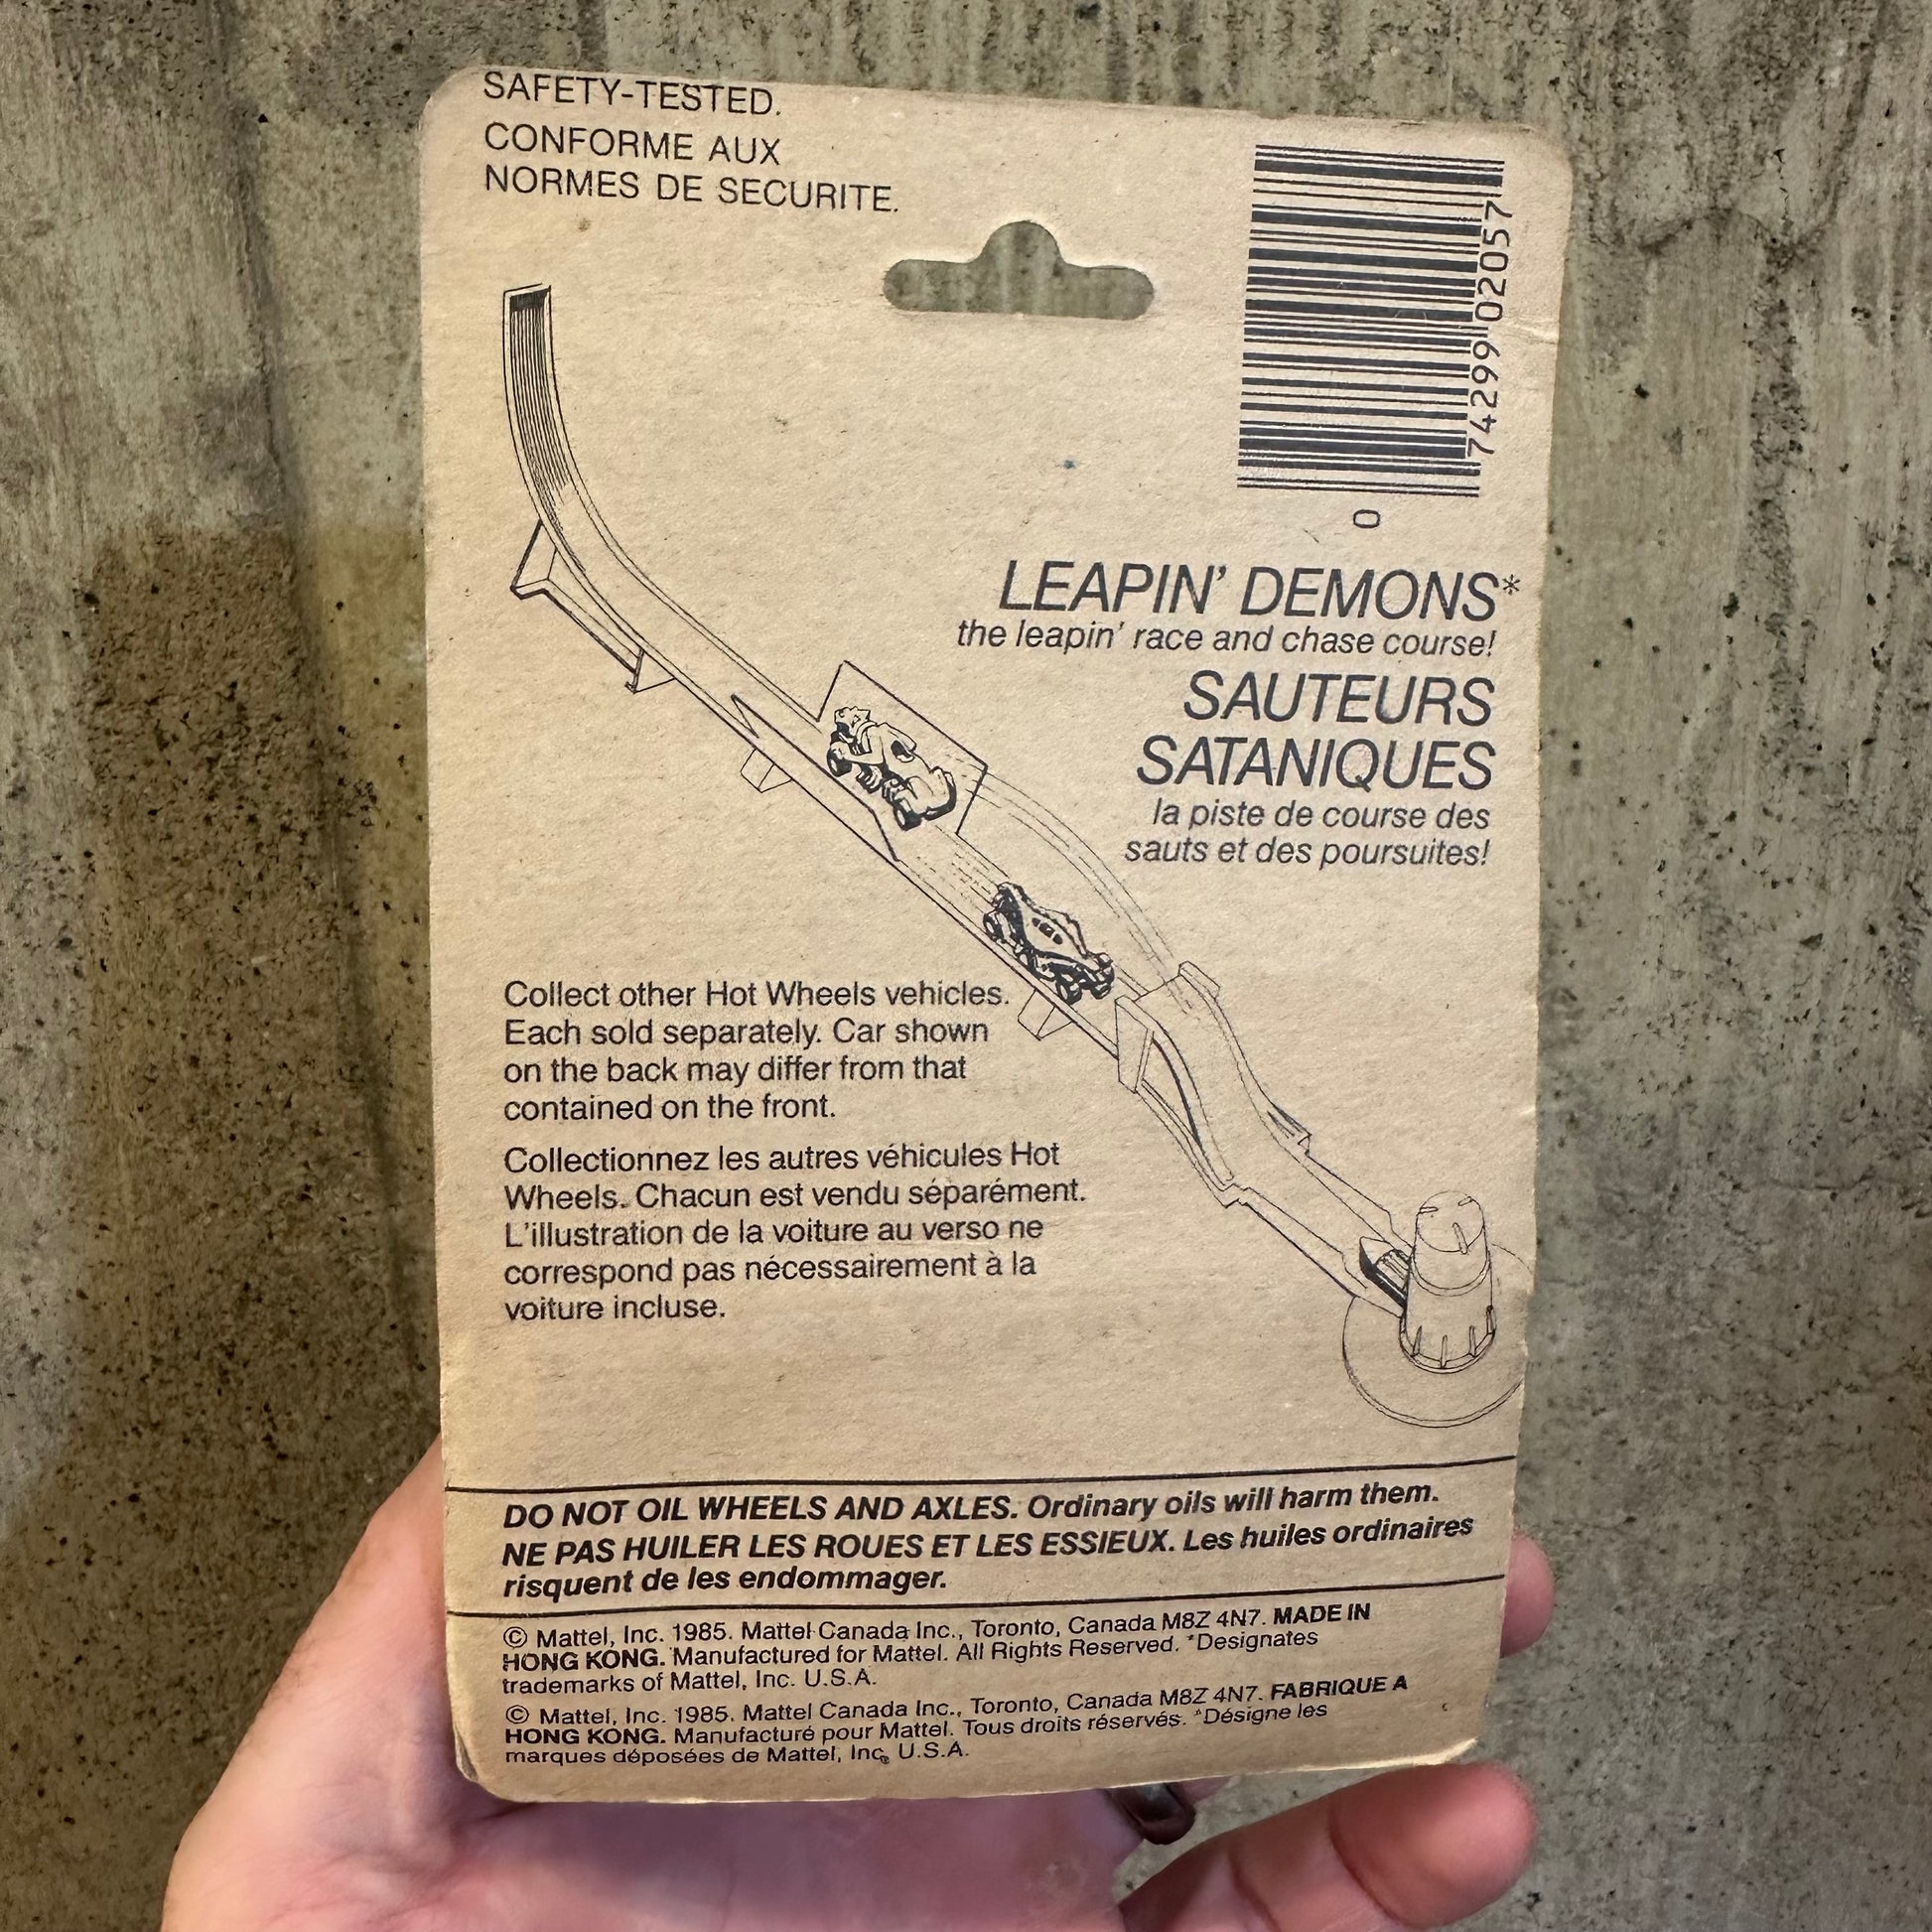 SAFETY-TESTED.
CONFORME AUX
NORMES DE SECURITE.
0
74299 02057
LEAPIN' DEMONS*
the leapin' race and chase course!
SAUTEURS
SATANIQUES
la piste de course des
sauts et des poursuites!
Collect other Hot Wheels vehicles.
Each sold separately. Car shown
on the back may differ from that
contained on the front.
Collectionnez les autres véhicules Hot
Wheels. Chacun est vendu séparément.
L'illustration de la voiture au verso ne
correspond pas nécessairement à la
voiture incluse.
DO NOT OIL WHEELS AND AXLES. Ordinary oils will harm them.
NE PAS HUILER LES ROUES ET LES ESSIEUX. Les huiles ordinaires
risquent de les endommager.
© Mattel, Inc. 1985. Mattel Canada Inc., Toronto, Canada M8Z 4N7. MADE IN
HONG KONG. Manufactured for Mattel. All Rights Reserved. *Designates
trademarks of Mattel, Inc. U.S.A.
© Mattel, Inc. 1985. Mattel Canada Inc., Toronto, Canada M8Z 4N7. FABRIQUE A
HONG KONG. Manufacturé pour Mattel. Tous droits réservés. *Désigne les
marques déposées de Mattel, Inc. U.S.A.